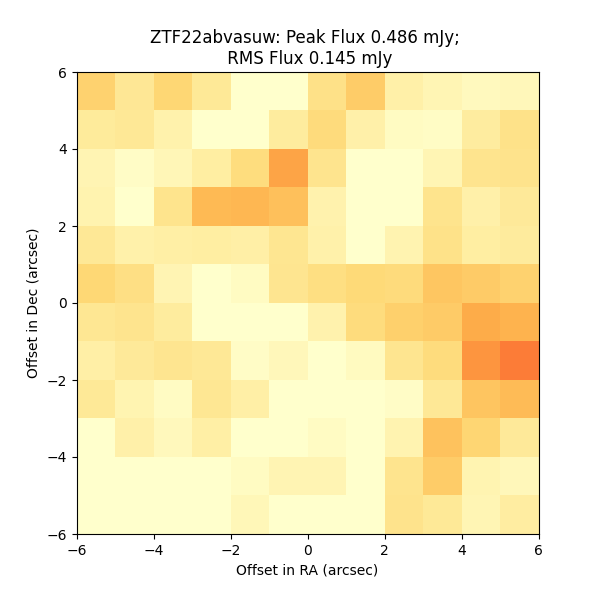 ZTF22abvasuw: Peak Flux 0.486 mJy;
RMS Flux 0.145 mJy
6
4
2
0
−2
−4
−6
Offset in Dec (arcsec)
−6 −4 −2 0 2 4 6
Offset in RA (arcsec)